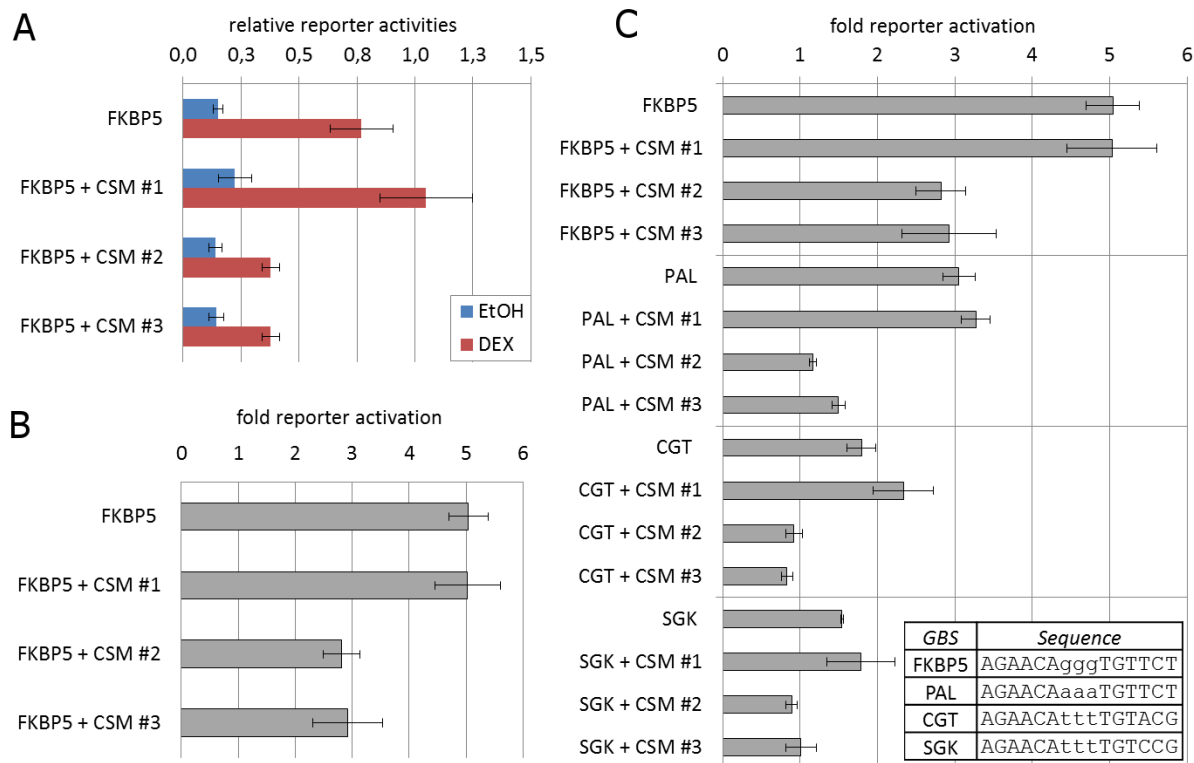 A
relative reporter activities
0,0 0,3 0,5 0,8 1,0 1,3 1,5
FKBP5
FKBP5 + CSM #1
FKBP5 + CSM #2
FKBP5 + CSM #3
EtOH
DEX
B
fold reporter activation
0 1 2 3 4 5 6
FKBP5
FKBP5 + CSM #1
FKBP5 + CSM #2
FKBP5 + CSM #3
C
fold reporter activation
0 1 2 3 4 5 6
FKBP5
FKBP5 + CSM #1
FKBP5 + CSM #2
FKBP5 + CSM #3
PAL
PAL + CSM #1
PAL + CSM #2
PAL + CSM #3
CGT
CGT + CSM #1
CGT + CSM #2
CGT + CSM #3
SGK
SGK + CSM #1
SGK + CSM #2
SGK + CSM #3
GBS Sequence
FKBP5 AGAACAgggTGTTCT
PAL AGAACAaaaTGTTCT
CGT AGAACAtttTGTACG
SGK AGAACAtttTGTCCG